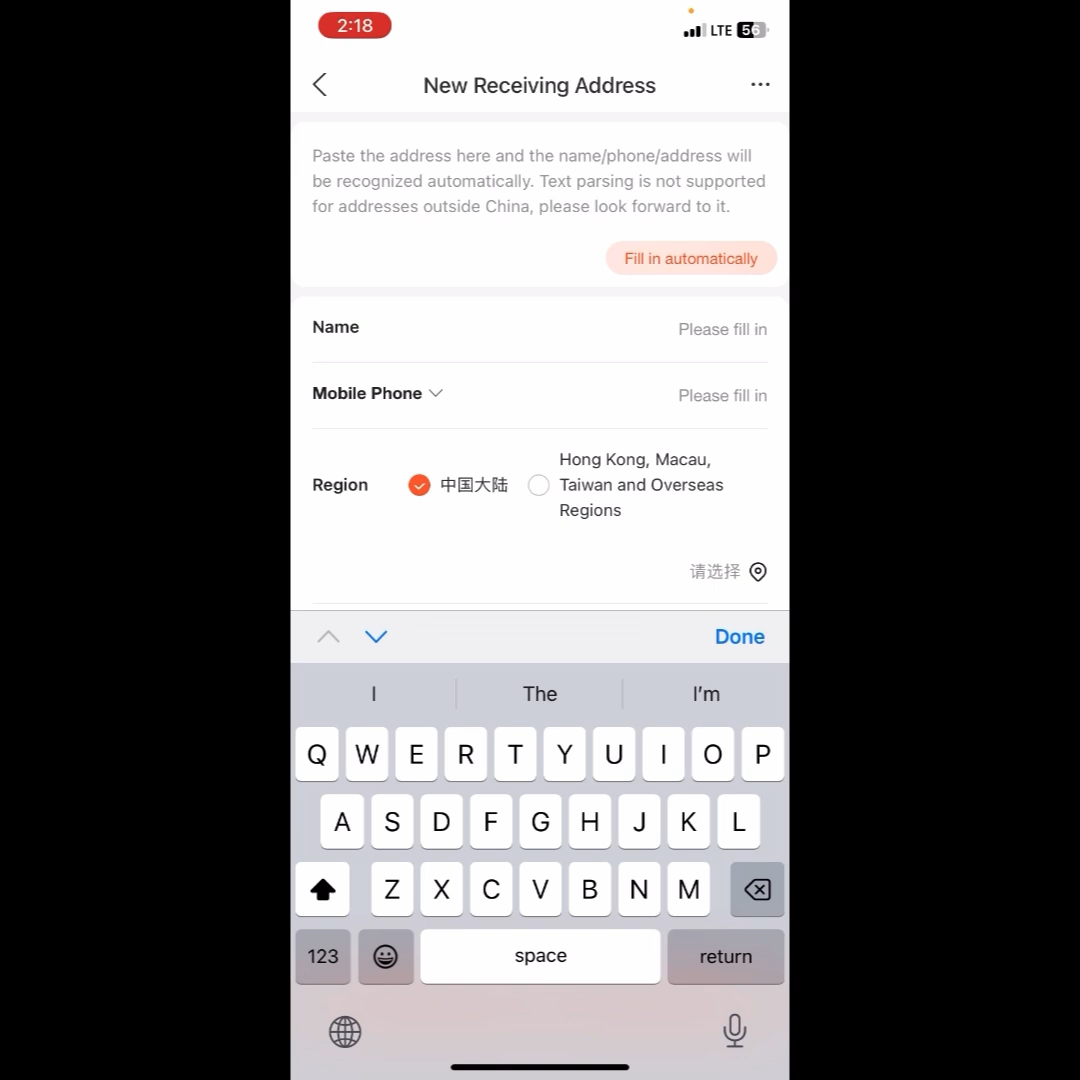 2:18
LTE 56
New Receiving Address
Paste the address here and the name/phone/address will
be recognized automatically. Text parsing is not supported
for addresses outside China, please look forward to it.
Fill in automatically
Name Please fill in
Mobile Phone Please fill in
Hong Kong, Macau,
Region 中国大陆 Taiwan and Overseas
Regions
请选择
Done
I The I'm
Q W E R T Y U I O P
A S D F G H J K L
Z X C V B N M
123 space return